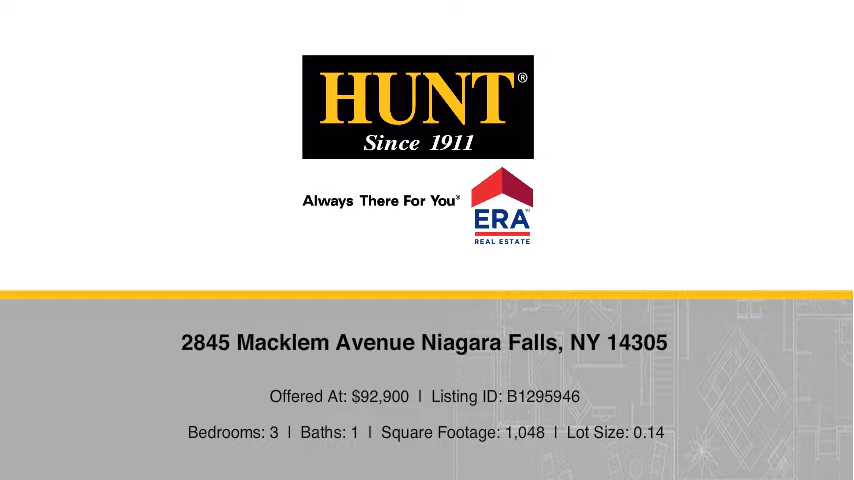 HUNT®
Since 1911
Always There For You®
ERA
REAL ESTATE
2845 Macklem Avenue Niagara Falls, NY 14305
Offered At: $92,900 | Listing ID: B1295946
Bedrooms: 3 | Baths: 1 | Square Footage: 1,048 | Lot Size: 0.14